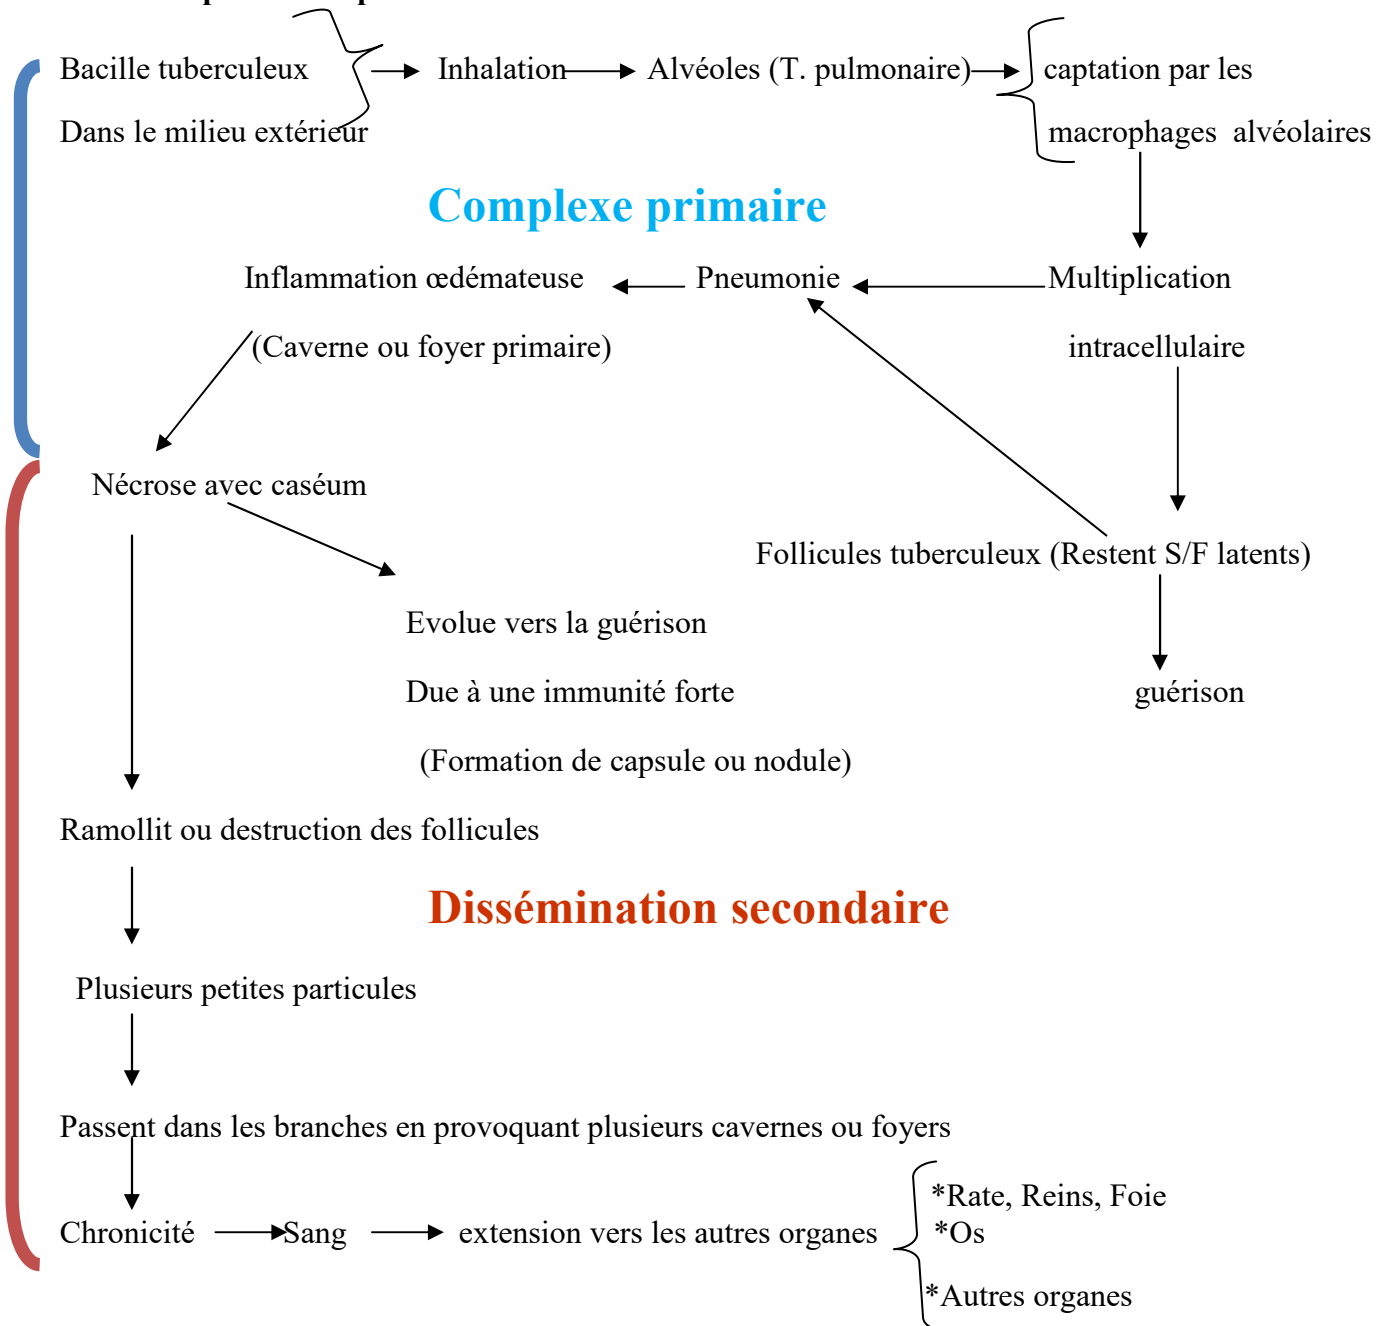 Bacille tuberculeux Inhalation Alvéoles (T. pulmonaire) captation par les
Dans le milieu extérieur macrophages alvéolaires
Complexe primaire
Inflammation œdémateuse Pneumonie Multiplication
(Caverne ou foyer primaire) intracellulaire
Nécrose avec caséum
Follicules tuberculeux (Restent S/F latents)
Evolue vers la guérison
Due à une immunité forte guérison
(Formation de capsule ou nodule)
Ramollit ou destruction des follicules
Dissémination secondaire
Plusieurs petites particules
Passent dans les branches en provoquant plusieurs cavernes ou foyers
*Rate, Reins, Foie
Chronicité Sang extension vers les autres organes *Os
*Autres organes